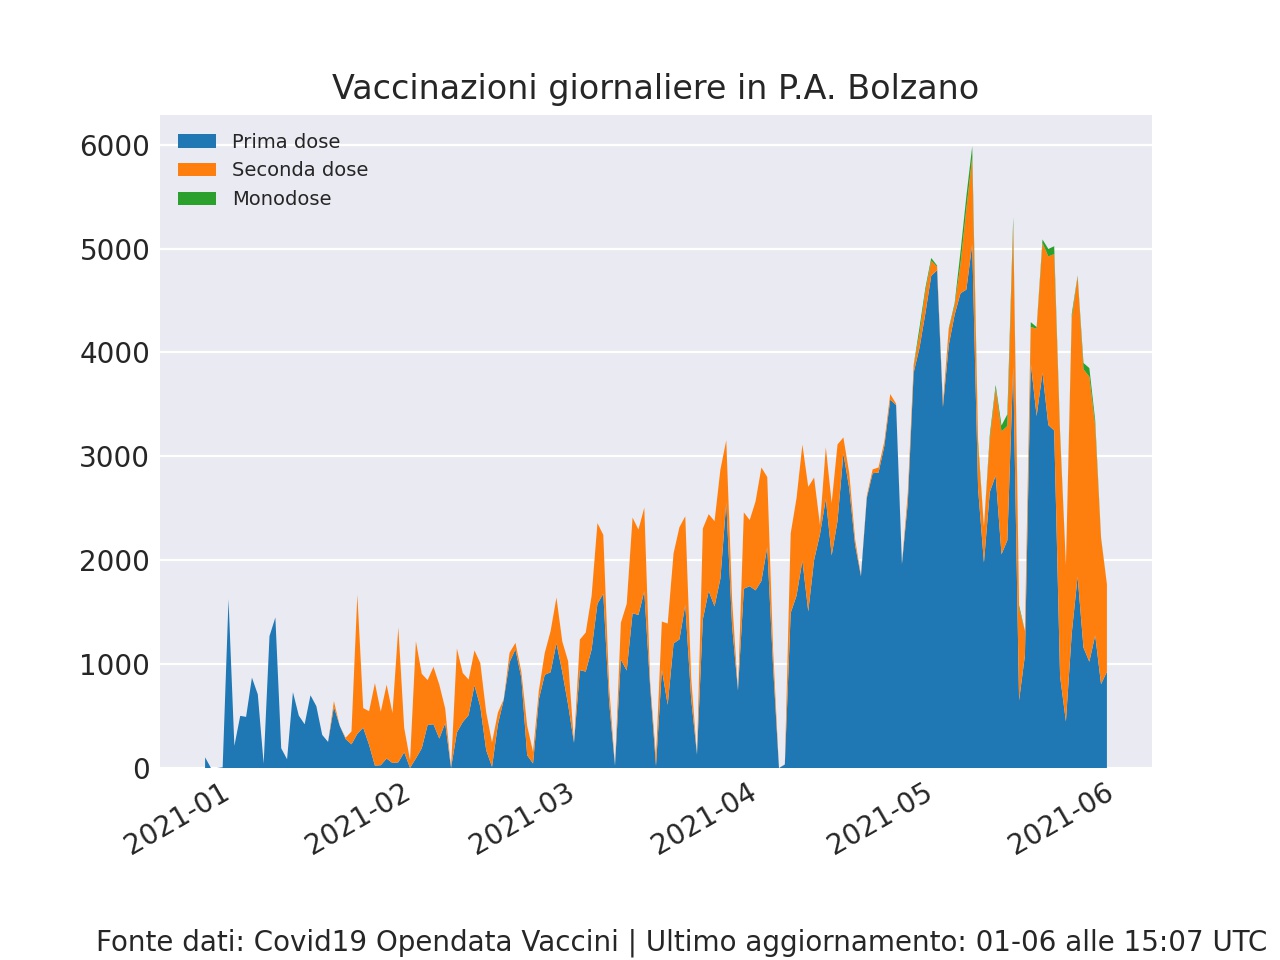 Vaccinazioni giornaliere in P.A. Bolzano
Prima dose
Seconda dose
Monodose
6000
5000
4000
3000
2000
1000
0
2021-01
2021-02
2021-03
2021-04
2021-05
2021-06
Fonte dati: Covid19 Opendata Vaccini | Ultimo aggiornamento: 01-06 alle 15:07 UTC